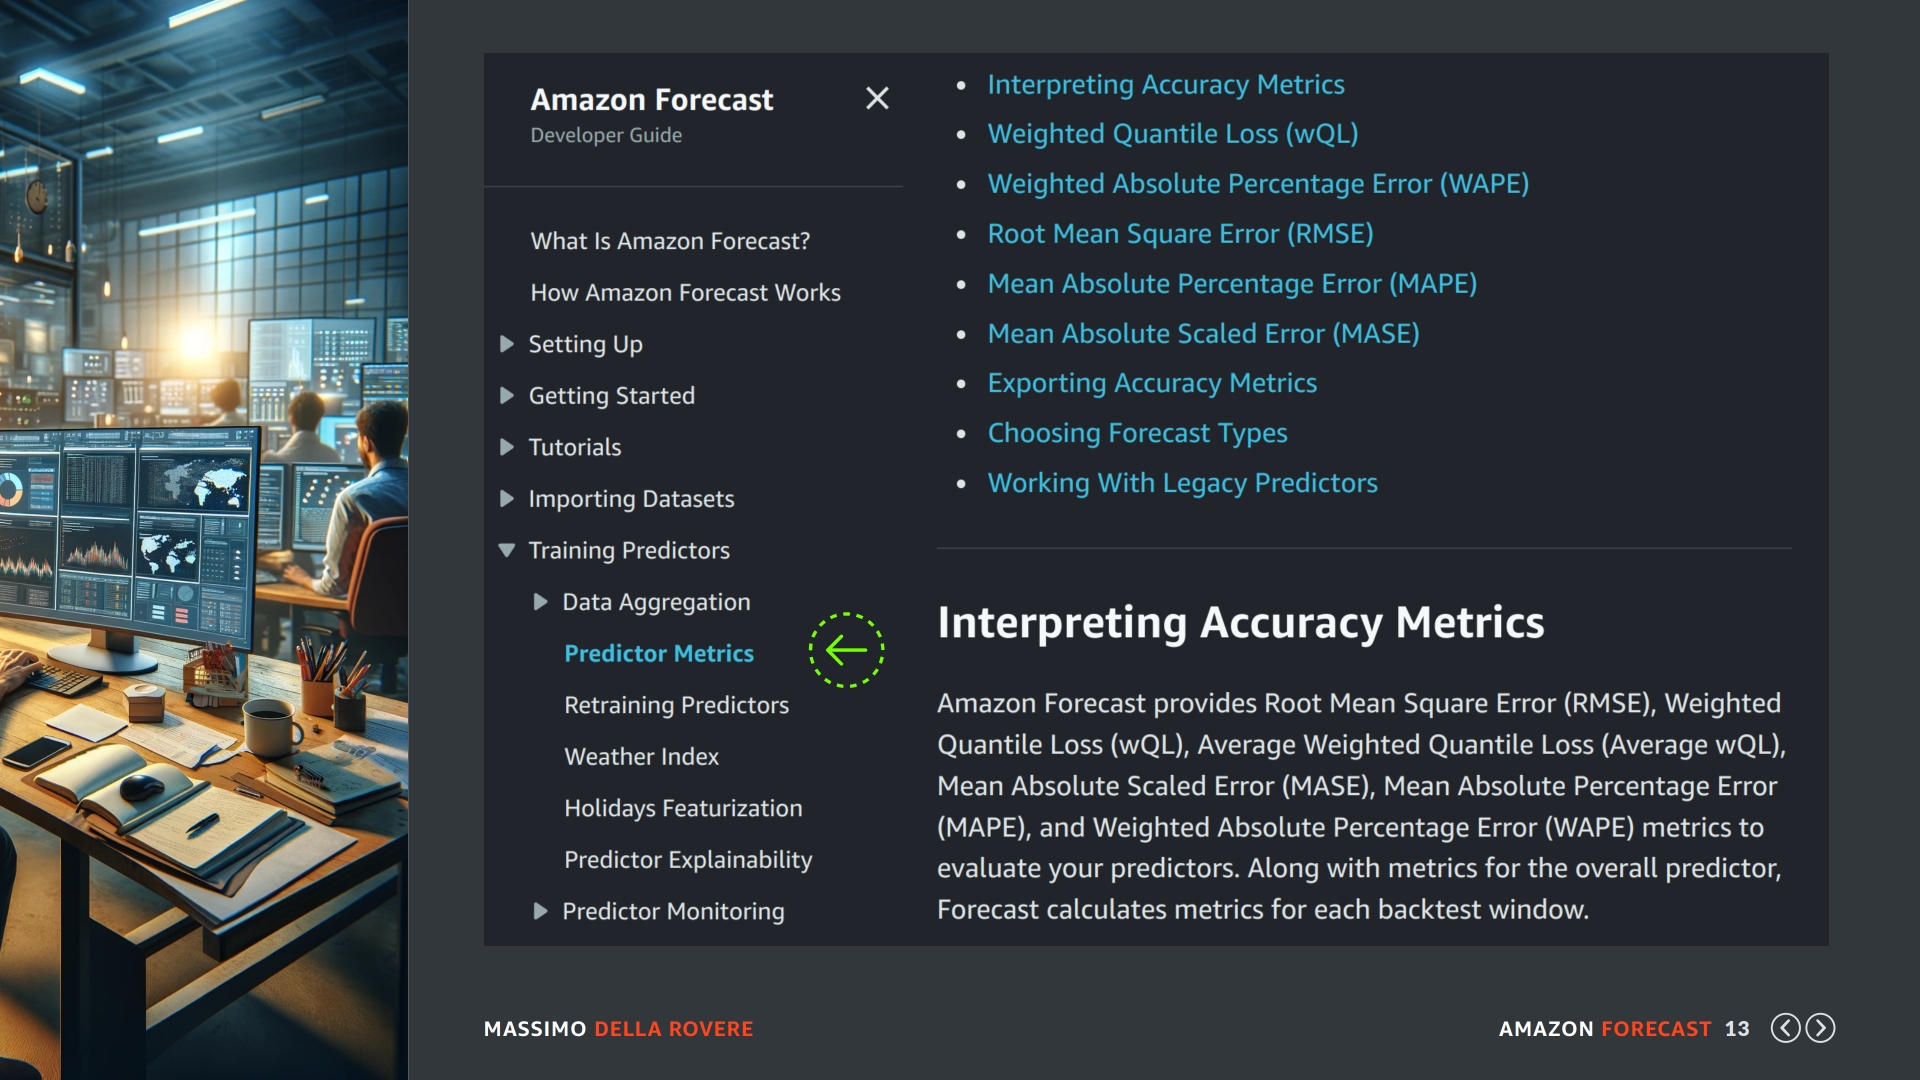 Amazon Forecast
Developer Guide
What Is Amazon Forecast?
How Amazon Forecast Works
Setting Up
Getting Started
Tutorials
Importing Datasets
Training Predictors
Data Aggregation
Predictor Metrics
Retraining Predictors
Weather Index
Holidays Featurization
Predictor Explainability
Predictor Monitoring
Interpreting Accuracy Metrics
Weighted Quantile Loss (wQL)
Weighted Absolute Percentage Error (WAPE)
Root Mean Square Error (RMSE)
Mean Absolute Percentage Error (MAPE)
Mean Absolute Scaled Error (MASE)
Exporting Accuracy Metrics
Choosing Forecast Types
Working With Legacy Predictors
Interpreting Accuracy Metrics
Amazon Forecast provides Root Mean Square Error (RMSE), Weighted
Quantile Loss (wQL), Average Weighted Quantile Loss (Average wQL),
Mean Absolute Scaled Error (MASE), Mean Absolute Percentage Error
(MAPE), and Weighted Absolute Percentage Error (WAPE) metrics to
evaluate your predictors. Along with metrics for the overall predictor,
Forecast calculates metrics for each backtest window.
MASSIMO DELLA ROVERE
AMAZON FORECAST 13